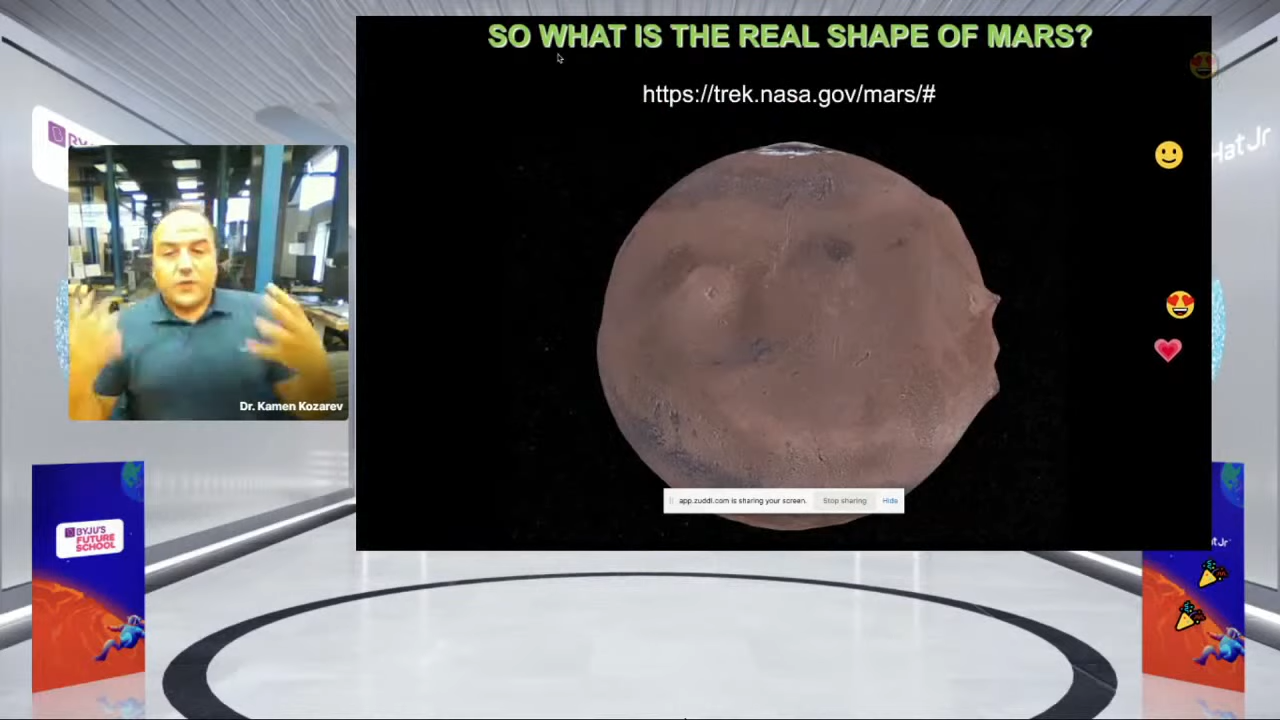 SO WHAT IS THE REAL SHAPE OF MARS?
https://trek.nasa.gov/mars/#
HatJr
Dr. Kamen Kozarev
app.zuddl.com is sharing your screen.
Stop sharing
Hide
BYJU'S
FUTURE
SCHOOL